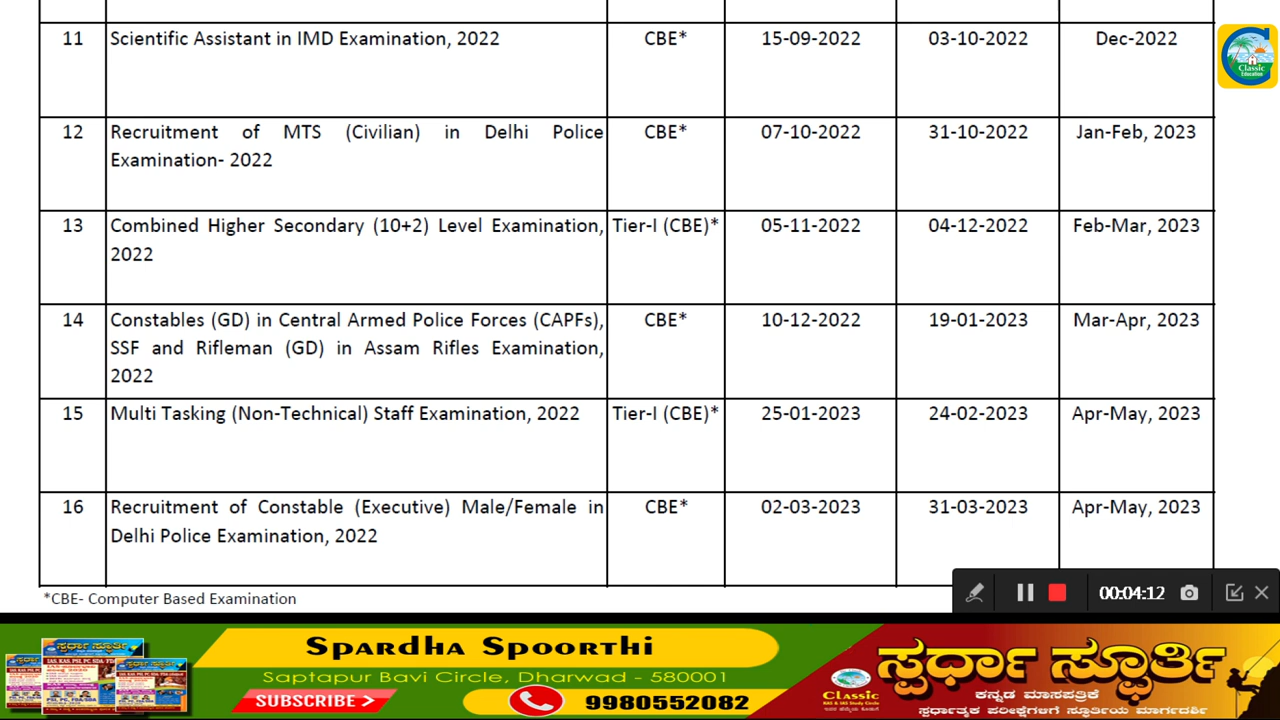 11 Scientific Assistant in IMD Examination, 2022 CBE* 15-09-2022 03-10-2022 Dec-2022
12 Recruitment of MTS (Civilian) in Delhi Police CBE* 07-10-2022 31-10-2022 Jan-Feb, 2023
Examination- 2022
13 Combined Higher Secondary (10+2) Level Examination, Tier-I (CBE)* 05-11-2022 04-12-2022 Feb-Mar, 2023
2022
14 Constables (GD) in Central Armed Police Forces (CAPFs), CBE* 10-12-2022 19-01-2023 Mar-Apr, 2023
SSF and Rifleman (GD) in Assam Rifles Examination,
2022
15 Multi Tasking (Non-Technical) Staff Examination, 2022 Tier-I (CBE)* 25-01-2023 24-02-2023 Apr-May, 2023
16 Recruitment of Constable (Executive) Male/Female in CBE* 02-03-2023 31-03-2023 Apr-May, 2023
Delhi Police Examination, 2022
*CBE- Computer Based Examination
00:04:12
Classic
Education
Spardha Spoorthi
Saptapur Bavi Circle, Dharwad - 580001
SUBSCRIBE >
9980552082
Classic
KAS & IAS Study Circle
ಸ್ಪರ್ಧಾ ಸ್ಫೂರ್ತಿ
ಕನ್ನಡ ಮಾಸಪತ್ರಿಕೆ
ಸ್ಪರ್ಧಾತ್ಮಕ ಪರೀಕ್ಷೆಗಳಿಗೆ ಸ್ಫೂರ್ತಿಯ ಮಾರ್ಗದರ್ಶಿ